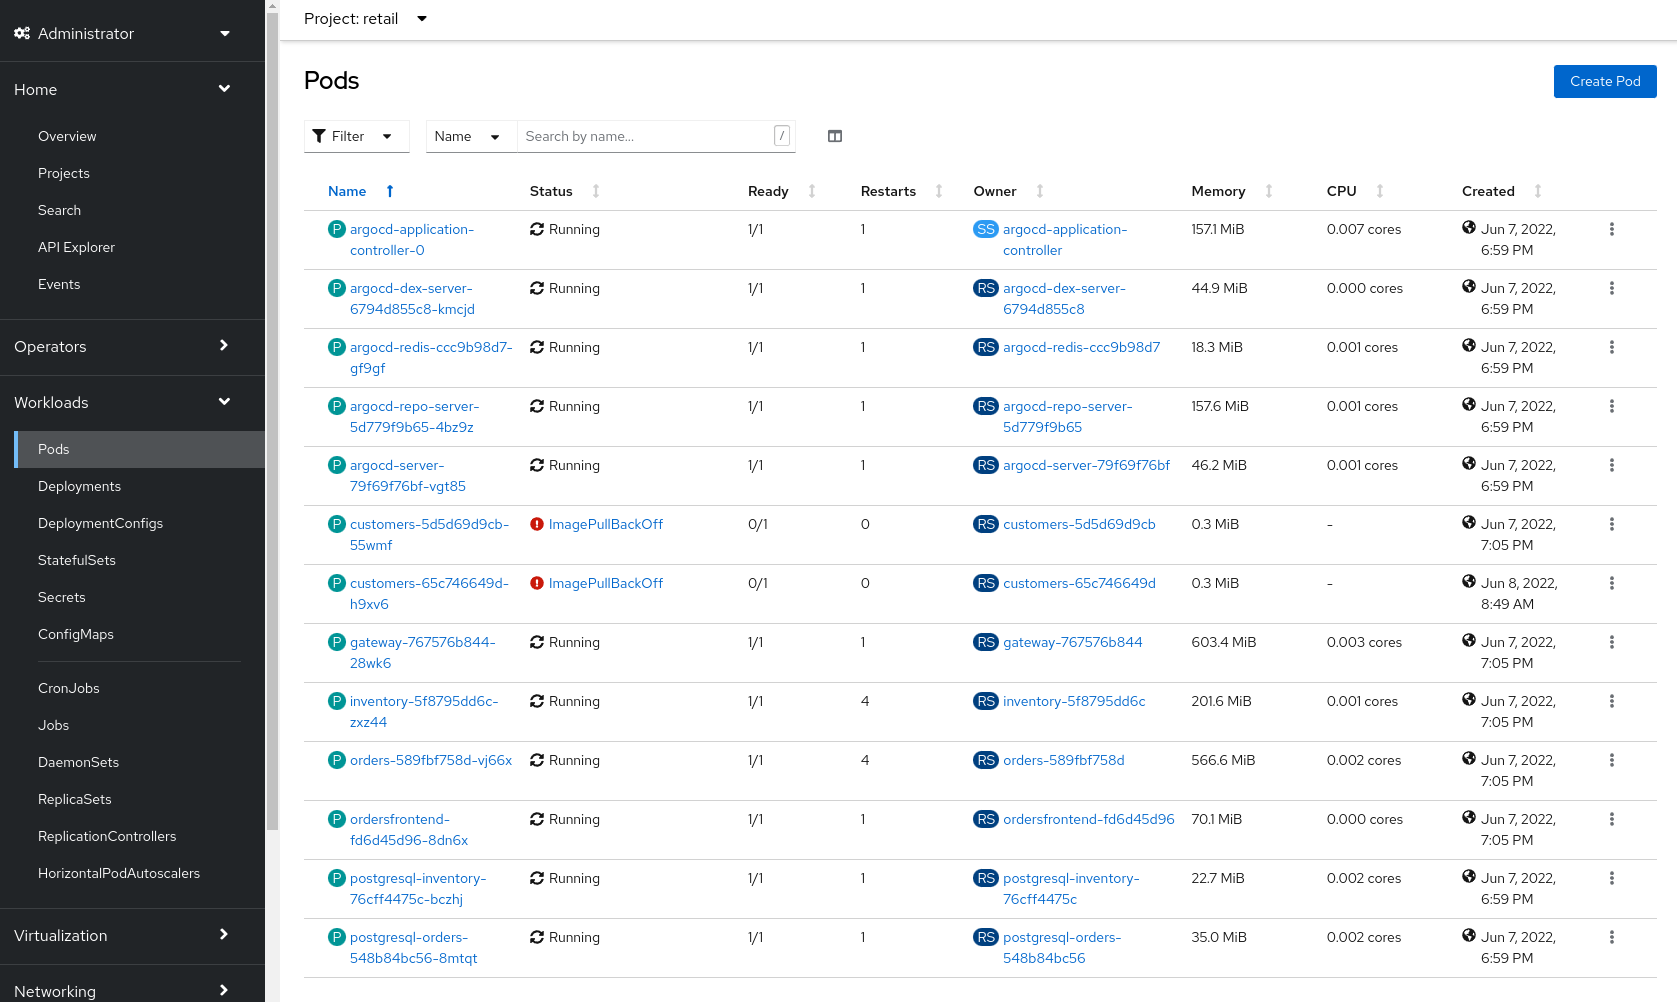 Administrator
Home
Overview
Projects
Search
API Explorer
Events
Operators
Workloads
Pods
Deployments
DeploymentConfigs
StatefulSets
Secrets
ConfigMaps
CronJobs
Jobs
DaemonSets
ReplicaSets
ReplicationControllers
HorizontalPodAutoscalers
Virtualization
Networking
Project: retail
Pods
Create Pod
Filter Name Search by name... /
Name Status Ready Restarts Owner Memory CPU Created
P argocd-application- Running 1/1 1 SS argocd-application- 157.1 MiB 0.007 cores Jun 7, 2022,
controller-0 controller 6:59 PM
P argocd-dex-server- Running 1/1 1 RS argocd-dex-server- 44.9 MiB 0.000 cores Jun 7, 2022,
6794d855c8-kmcjd 6794d855c8 6:59 PM
P argocd-redis-ccc9b98d7- Running 1/1 1 RS argocd-redis-ccc9b98d7 18.3 MiB 0.001 cores Jun 7, 2022,
gf9gf 6:59 PM
P argocd-repo-server- Running 1/1 1 RS argocd-repo-server- 157.6 MiB 0.001 cores Jun 7, 2022,
5d779f9b65-4bz9z 5d779f9b65 6:59 PM
P argocd-server- Running 1/1 1 RS argocd-server-79f69f76bf 46.2 MiB 0.001 cores Jun 7, 2022,
79f69f76bf-vgt85 6:59 PM
P customers-5d5d69d9cb- ImagePullBackOff 0/1 0 RS customers-5d5d69d9cb 0.3 MiB - Jun 7, 2022,
55wmf 7:05 PM
P customers-65c746649d- ImagePullBackOff 0/1 0 RS customers-65c746649d 0.3 MiB - Jun 8, 2022,
h9xv6 8:49 AM
P gateway-767576b844- Running 1/1 1 RS gateway-767576b844 603.4 MiB 0.003 cores Jun 7, 2022,
28wk6 7:05 PM
P inventory-5f8795dd6c- Running 1/1 4 RS inventory-5f8795dd6c 201.6 MiB 0.001 cores Jun 7, 2022,
zxz44 7:05 PM
P orders-589fbf758d-vj66x Running 1/1 4 RS orders-589fbf758d 566.6 MiB 0.002 cores Jun 7, 2022,
7:05 PM
P ordersfrontend- Running 1/1 1 RS ordersfrontend-fd6d45d96 70.1 MiB 0.000 cores Jun 7, 2022,
fd6d45d96-8dn6x 7:05 PM
P postgresql-inventory- Running 1/1 1 RS postgresql-inventory- 22.7 MiB 0.002 cores Jun 7, 2022,
76cff4475c-bczhj 76cff4475c 6:59 PM
P postgresql-orders- Running 1/1 1 RS postgresql-orders- 35.0 MiB 0.002 cores Jun 7, 2022,
548b84bc56-8mtqt 548b84bc56 6:59 PM